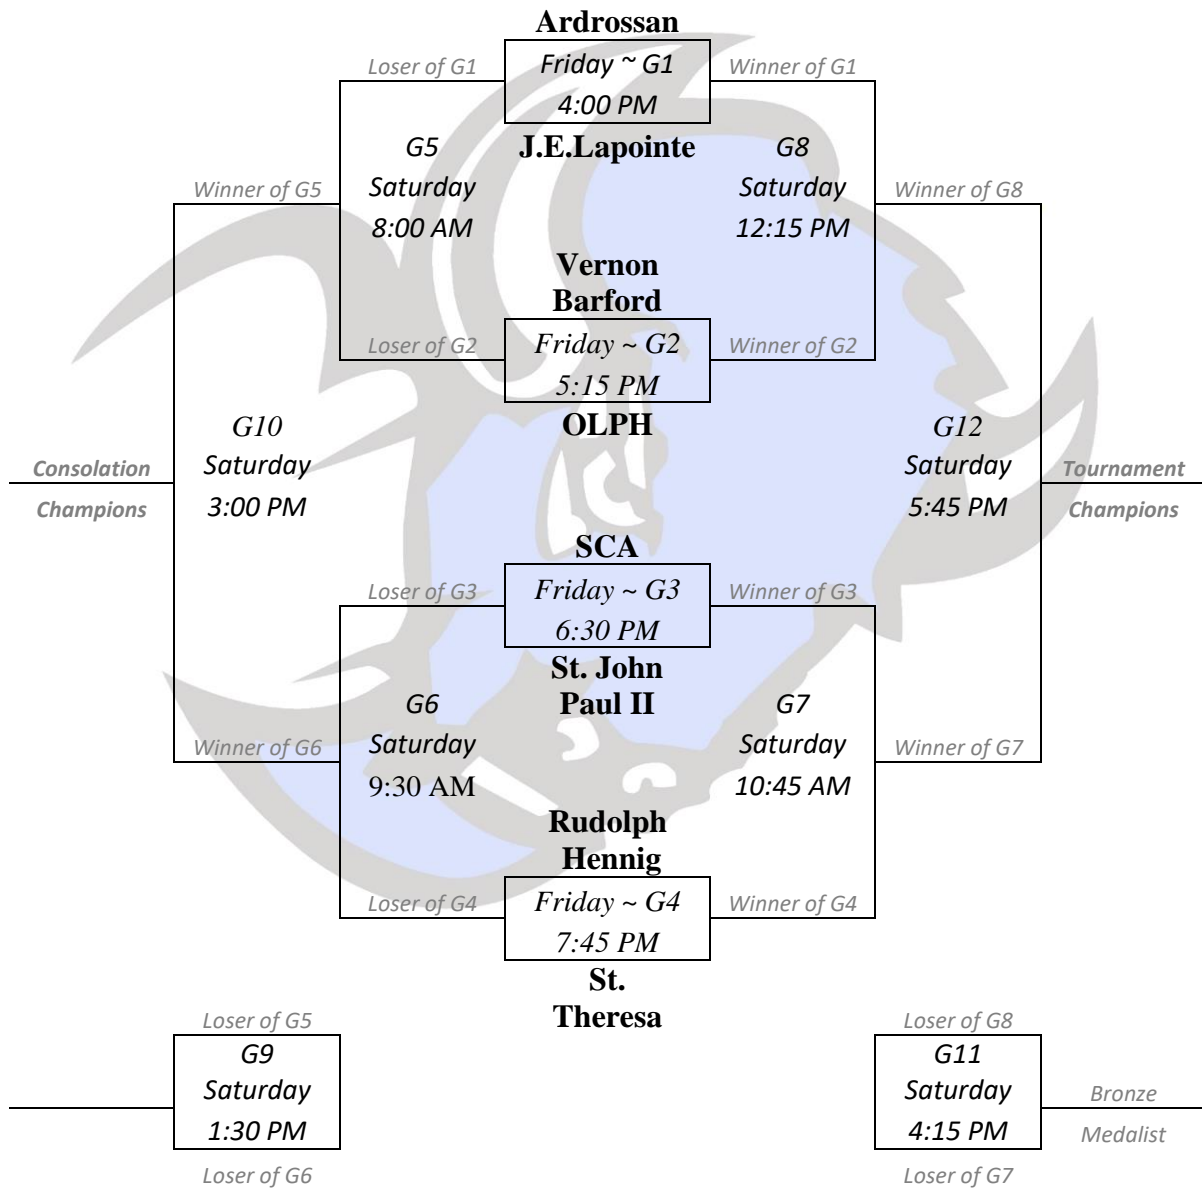 Ardrossan
Loser of G1
Friday ~ G1
Winner of G1
4:00 PM
G5
J.E.Lapointe
G8
Winner of G5
Saturday
Saturday
Winner of G8
8:00 AM
12:15 PM
Vernon
Barford
Loser of G2
Friday ~ G2
Winner of G2
5:15 PM
G10
OLPH
G12
Consolation
Saturday
Saturday
Tournament
Champions
3:00 PM
5:45 PM
Champions
SCA
Loser of G3
Friday ~ G3
Winner of G3
6:30 PM
St. John
G6
Paul II
G7
Winner of G6
Saturday
Saturday
Winner of G7
9:30 AM
10:45 AM
Rudolph
Hennig
Loser of G4
Friday ~ G4
Winner of G4
7:45 PM
St.
Theresa
Loser of G5
Loser of G8
G9
G11
Saturday
Saturday
Bronze
1:30 PM
4:15 PM
Medalist
Loser of G6
Loser of G7